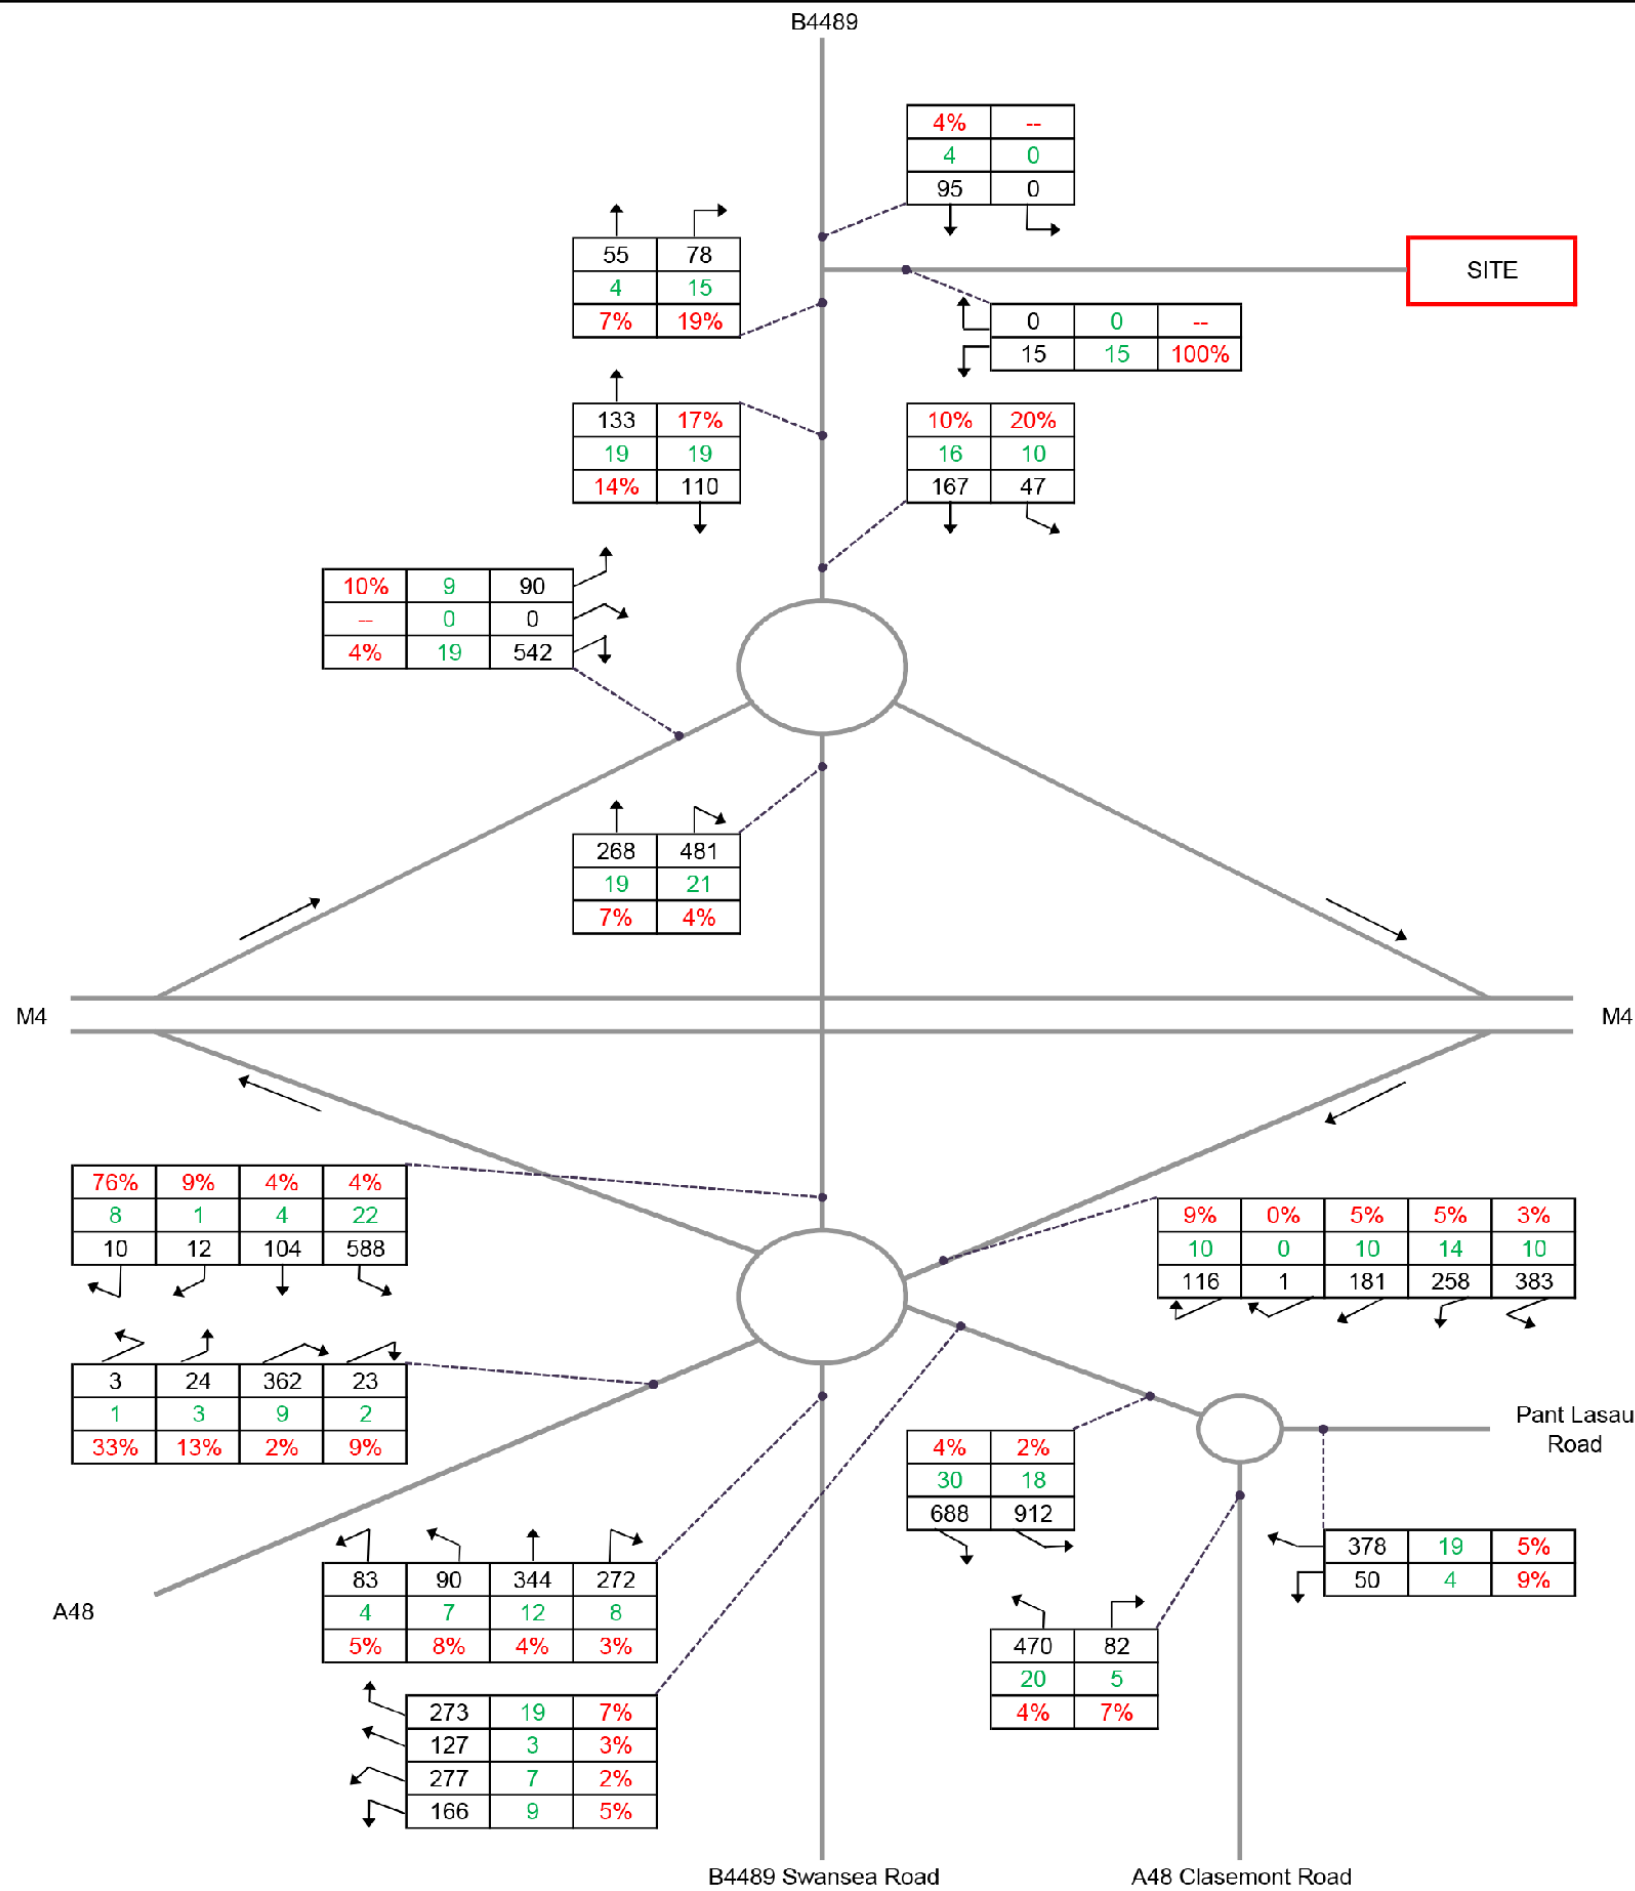 B4489
4% --
4 0
95 0
55 78
4 15
7% 19%
SITE
0 0 --
15 15 100%
133 17%
19 19
14% 110
10% 20%
16 10
167 47
10% 9 90
-- 0 0
4% 19 542
268 481
19 21
7% 4%
M4
M4
76% 9% 4% 4%
8 1 4 22
10 12 104 588
9% 0% 5% 5% 3%
10 0 10 14 10
116 1 181 258 383
3 24 362 23
1 3 9 2
33% 13% 2% 9%
Pant Lasau
Road
4% 2%
30 18
688 912
378 19 5%
50 4 9%
A48
83 90 344 272
4 7 12 8
5% 8% 4% 3%
470 82
20 5
4% 7%
273 19 7%
127 3 3%
277 7 2%
166 9 5%
B4489 Swansea Road
A48 Clasemont Road